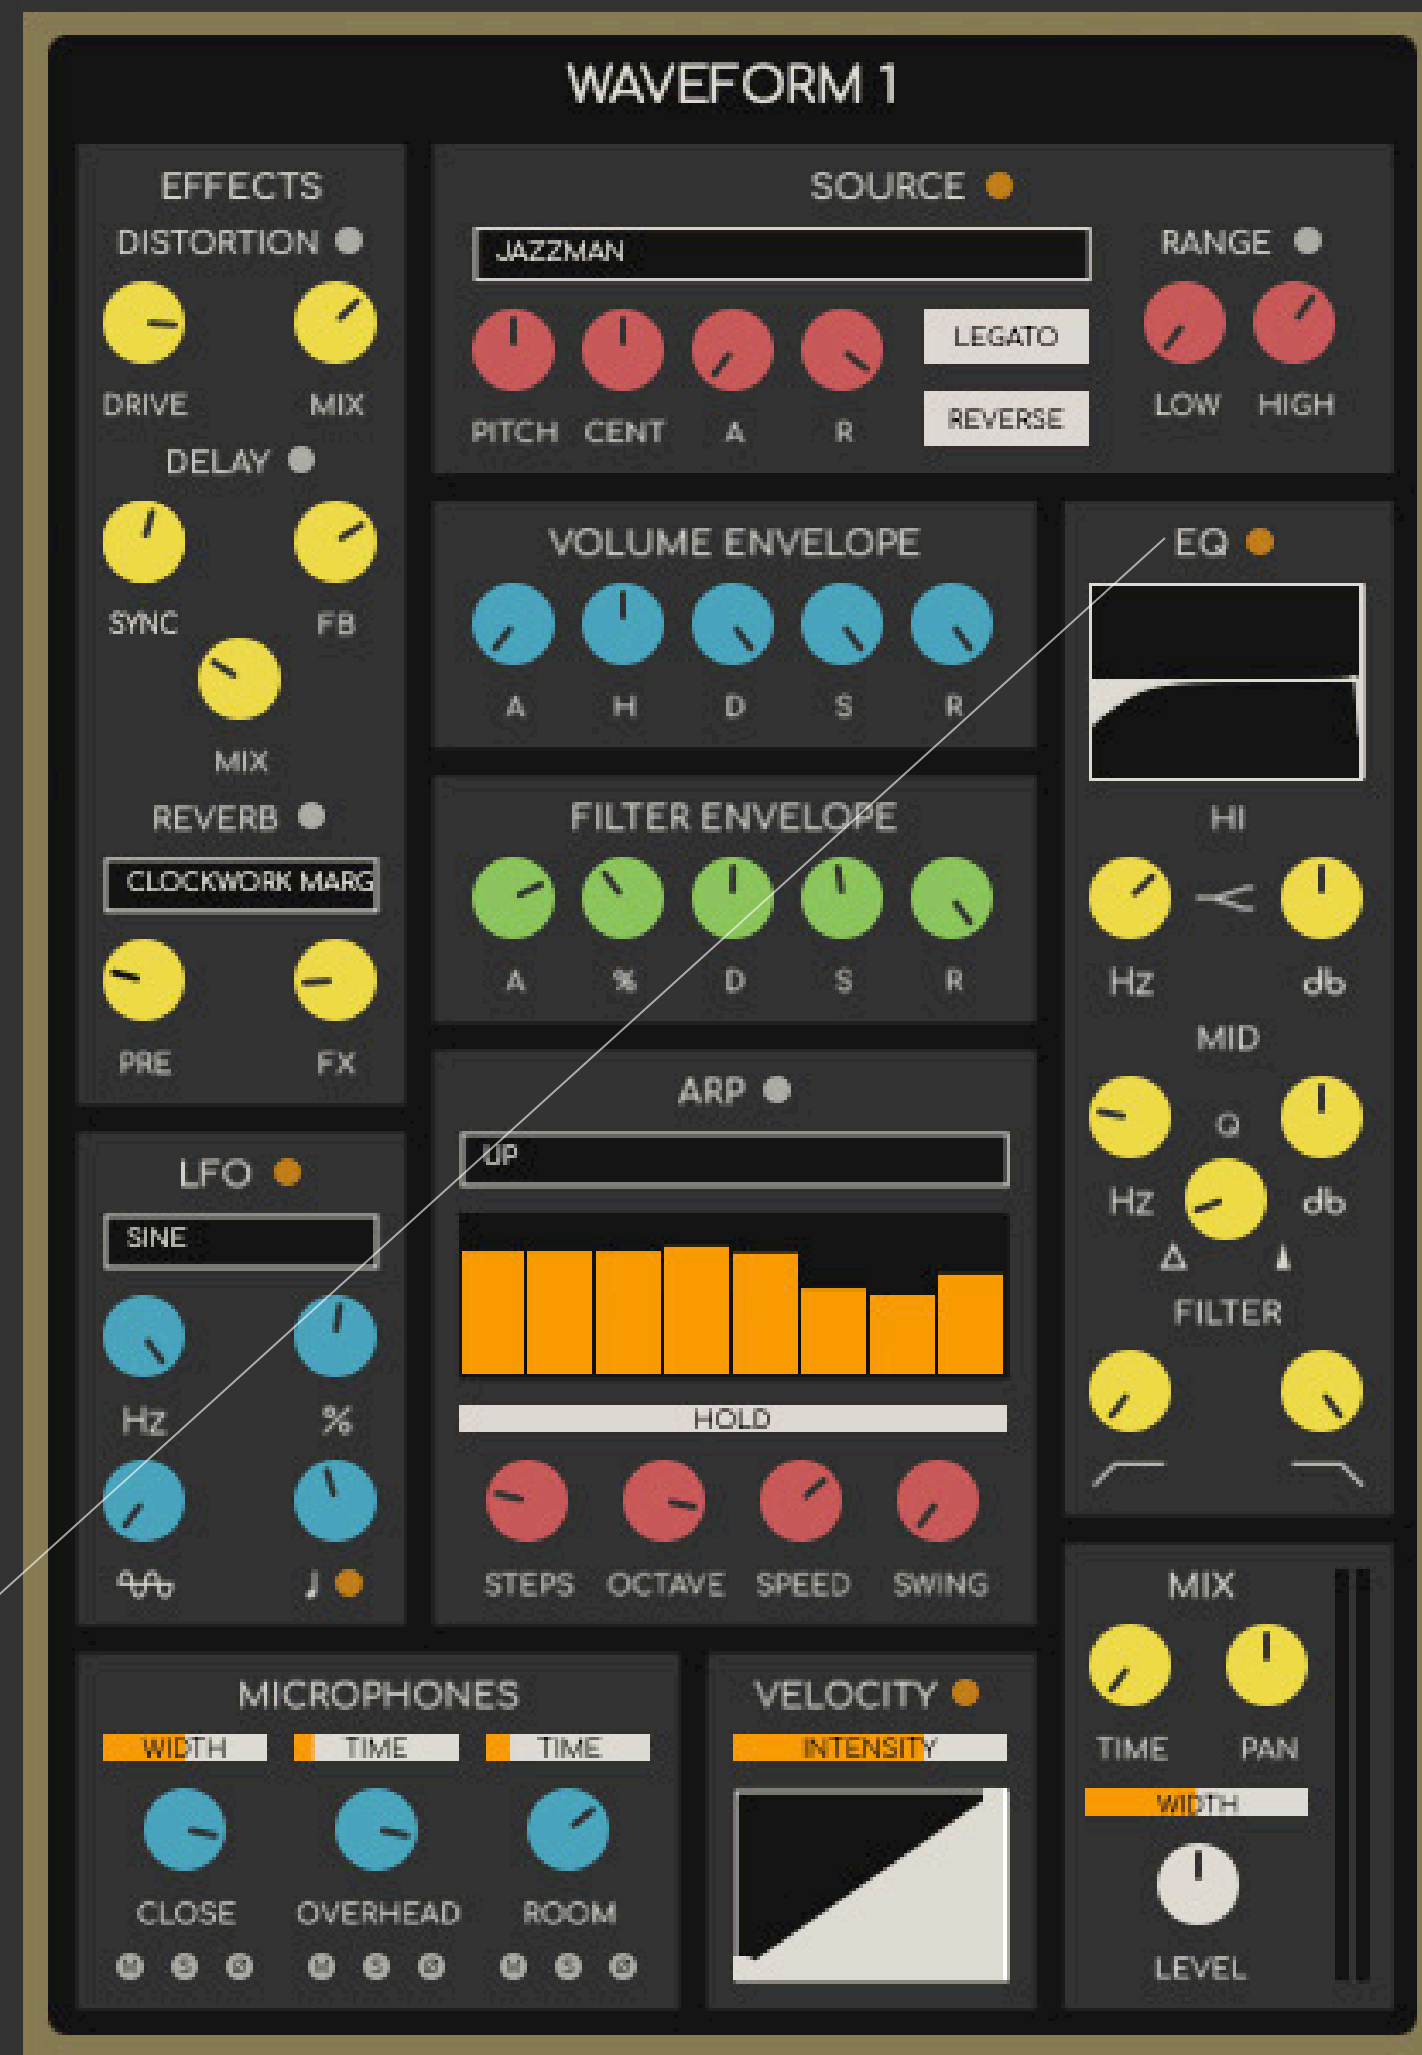 WAVEFORM 1
EFFECTS
DISTORTION
DRIVE MIX
DELAY
SYNC FB
MIX
REVERB
CLOCKWORK MARG
PRE FX
SOURCE
JAZZMAN
PITCH CENT A R
LEGATO
REVERSE
RANGE
LOW HIGH
VOLUME ENVELOPE
A H D S R
FILTER ENVELOPE
A % D S R
EQ
HI
Hz db
MID
Q
Hz db
FILTER
LFO
SINE
Hz %
ARP
UP
HOLD
STEPS OCTAVE SPEED SWING
MICROPHONES
WIDTH TIME TIME
CLOSE OVERHEAD ROOM
M S Ø M S Ø M S Ø
VELOCITY
INTENSITY
MIX
TIME PAN
WIDTH
LEVEL